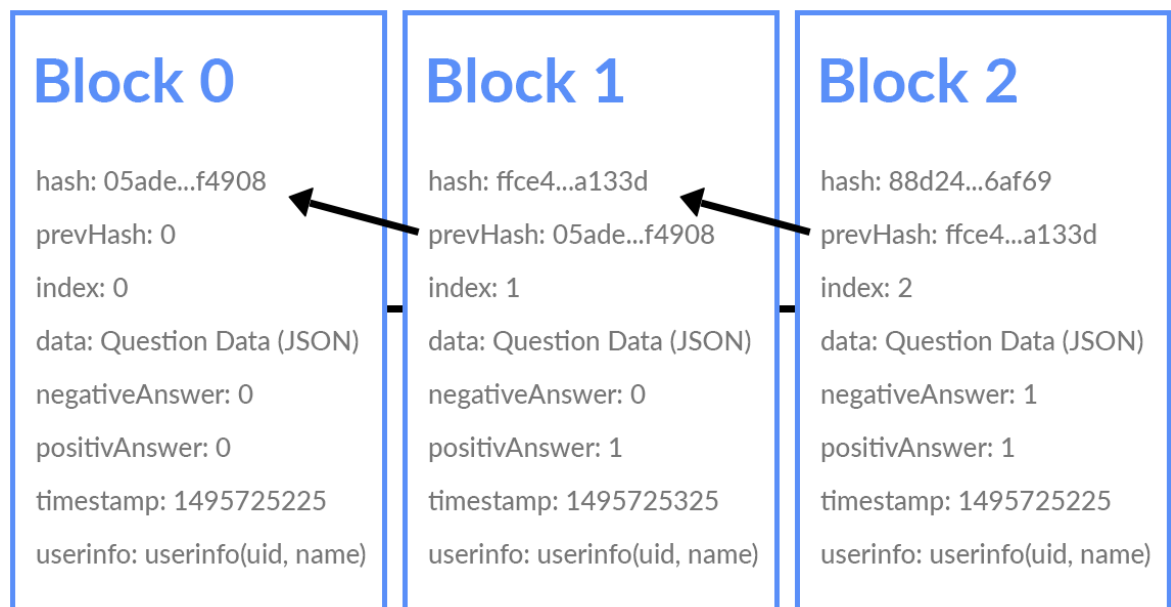 Block 0
hash: 05ade...f4908
prevHash: 0
index: 0
data: Question Data (JSON)
negativeAnswer: 0
positivAnswer: 0
timestamp: 1495725225
userinfo: userinfo(uid, name)
Block 1
hash: ffce4...a133d
prevHash: 05ade...f4908
index: 1
data: Question Data (JSON)
negativeAnswer: 0
positivAnswer: 1
timestamp: 1495725325
userinfo: userinfo(uid, name)
Block 2
hash: 88d24...6af69
prevHash: ffce4...a133d
index: 2
data: Question Data (JSON)
negativeAnswer: 1
positivAnswer: 1
timestamp: 1495725225
userinfo: userinfo(uid, name)